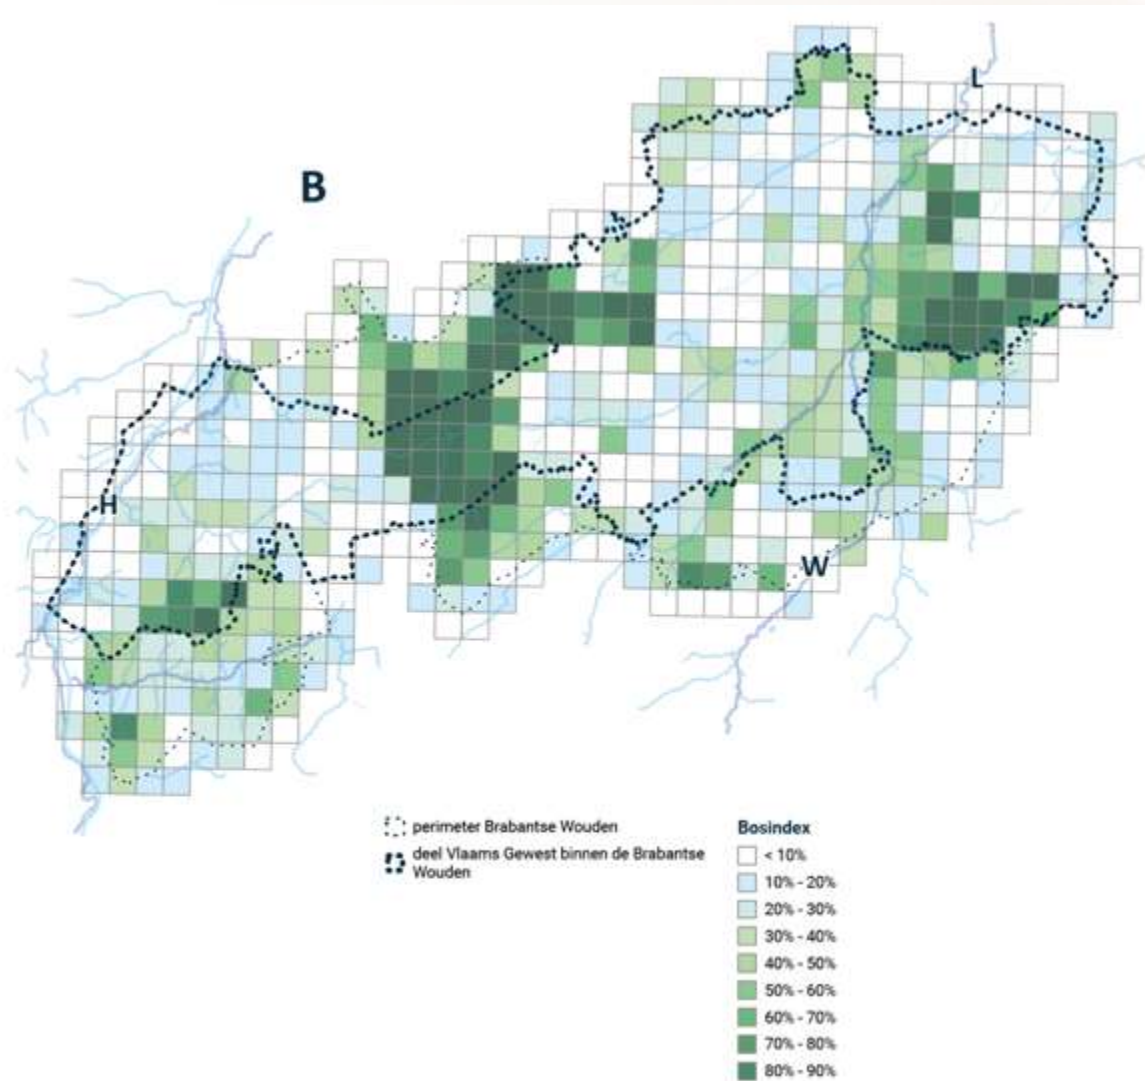 L
B
H
W
perimeter Brabantse Wouden
deel Vlaams Gewest binnen de Brabantse
Wouden
Bosindex
< 10%
10% - 20%
20% - 30%
30% - 40%
40% - 50%
50% - 60%
60% - 70%
70% - 80%
80% - 90%